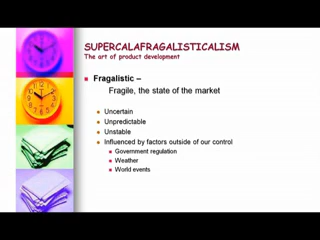 SUPERCALAFRAGALISTICALISM
The art of product development
Fragalistic –
Fragile, the state of the market
Uncertain
Unpredictable
Unstable
Influenced by factors outside of our control
Government regulation
Weather
World events